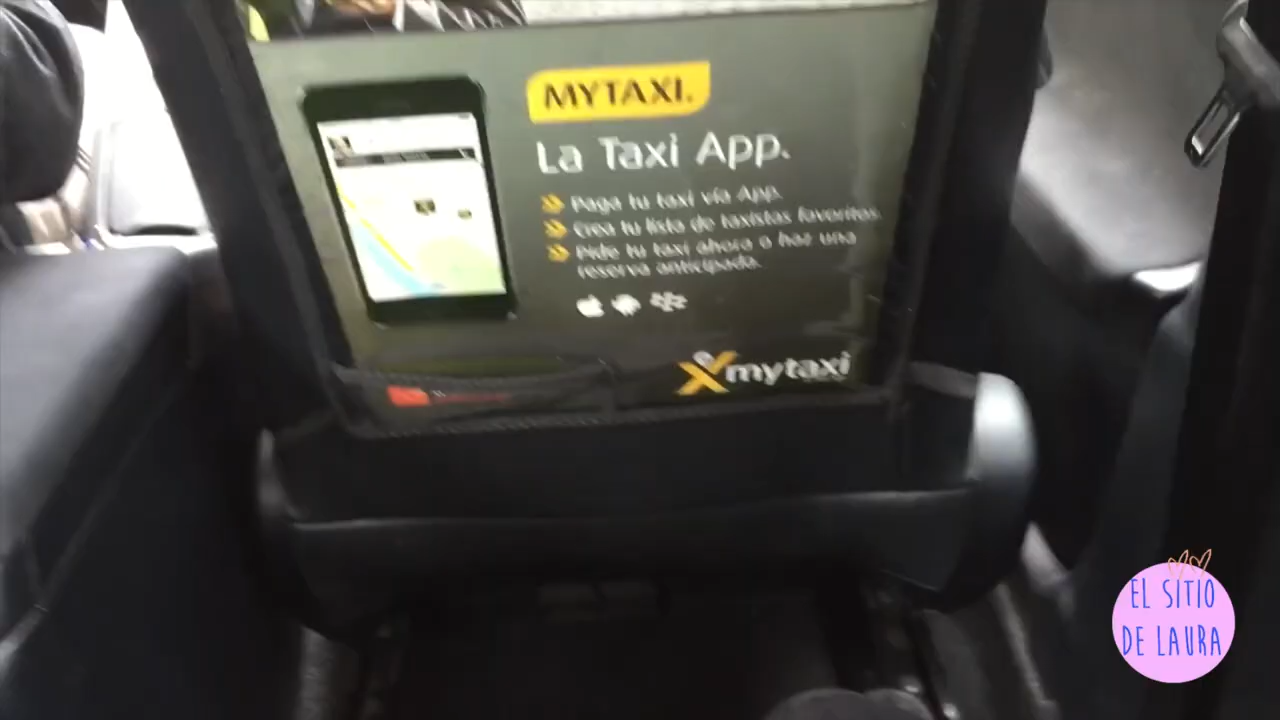 MYTAXI.
La Taxi App.
Paga tu taxi vía App.
Crea tu lista de taxistas favoritos.
Pide tu taxi ahora o haz una
reserva anticipada.
mytaxi
EL SITIO
DE LAURA